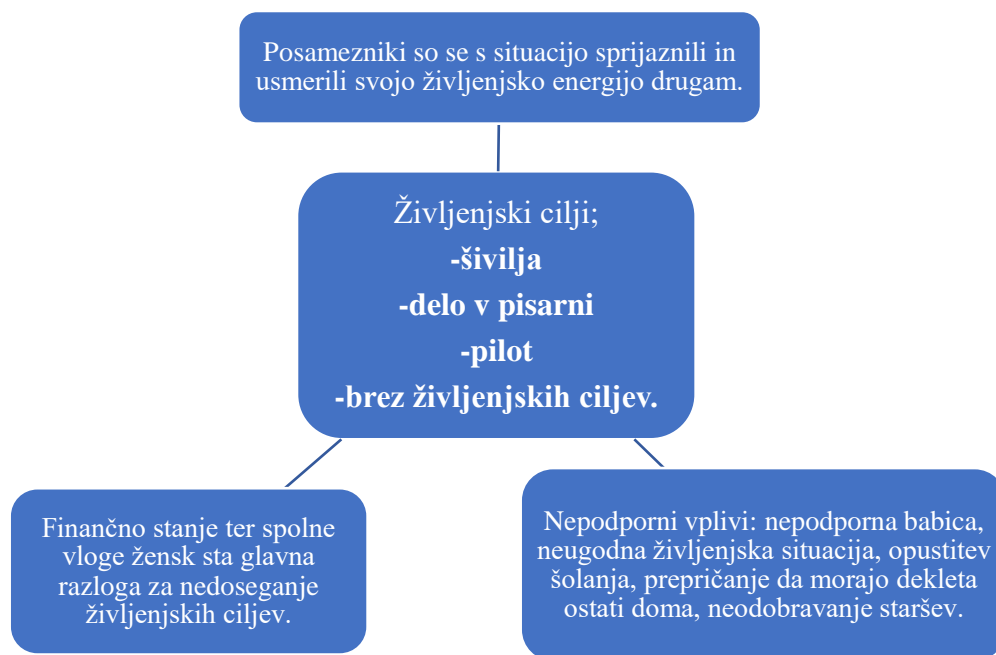 Posamezniki so se s situacijo sprijaznili in
usmerili svojo življenjsko energijo drugam.
Življenjski cilji;
-šivilja
-delo v pisarni
-pilot
-brez življenjskih ciljev.
Finančno stanje ter spolne
vloge žensk sta glavna
razloga za nedoseganje
življenjskih ciljev.
Nepodporni vplivi: nepodporna babica,
neugodna življenjska situacija, opustitev
šolanja, prepričanje da morajo dekleta
ostati doma, neodobravanje staršev.